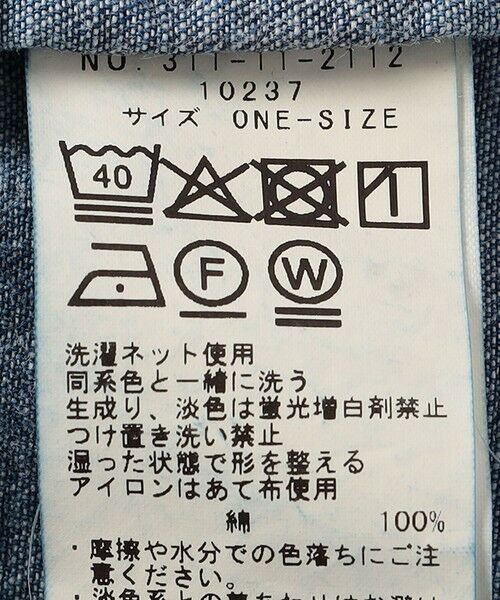 NO. 311-11-2112
10237
サイズ ONE-SIZE
40
F W
洗濯ネット使用
同系色と一緒に洗う
生成り、淡色は蛍光増白剤禁止
つけ置き洗い禁止
湿った状態で形を整える
アイロンはあて布使用
綿 100%
・摩擦や水分での色落ちにご注
意ください。